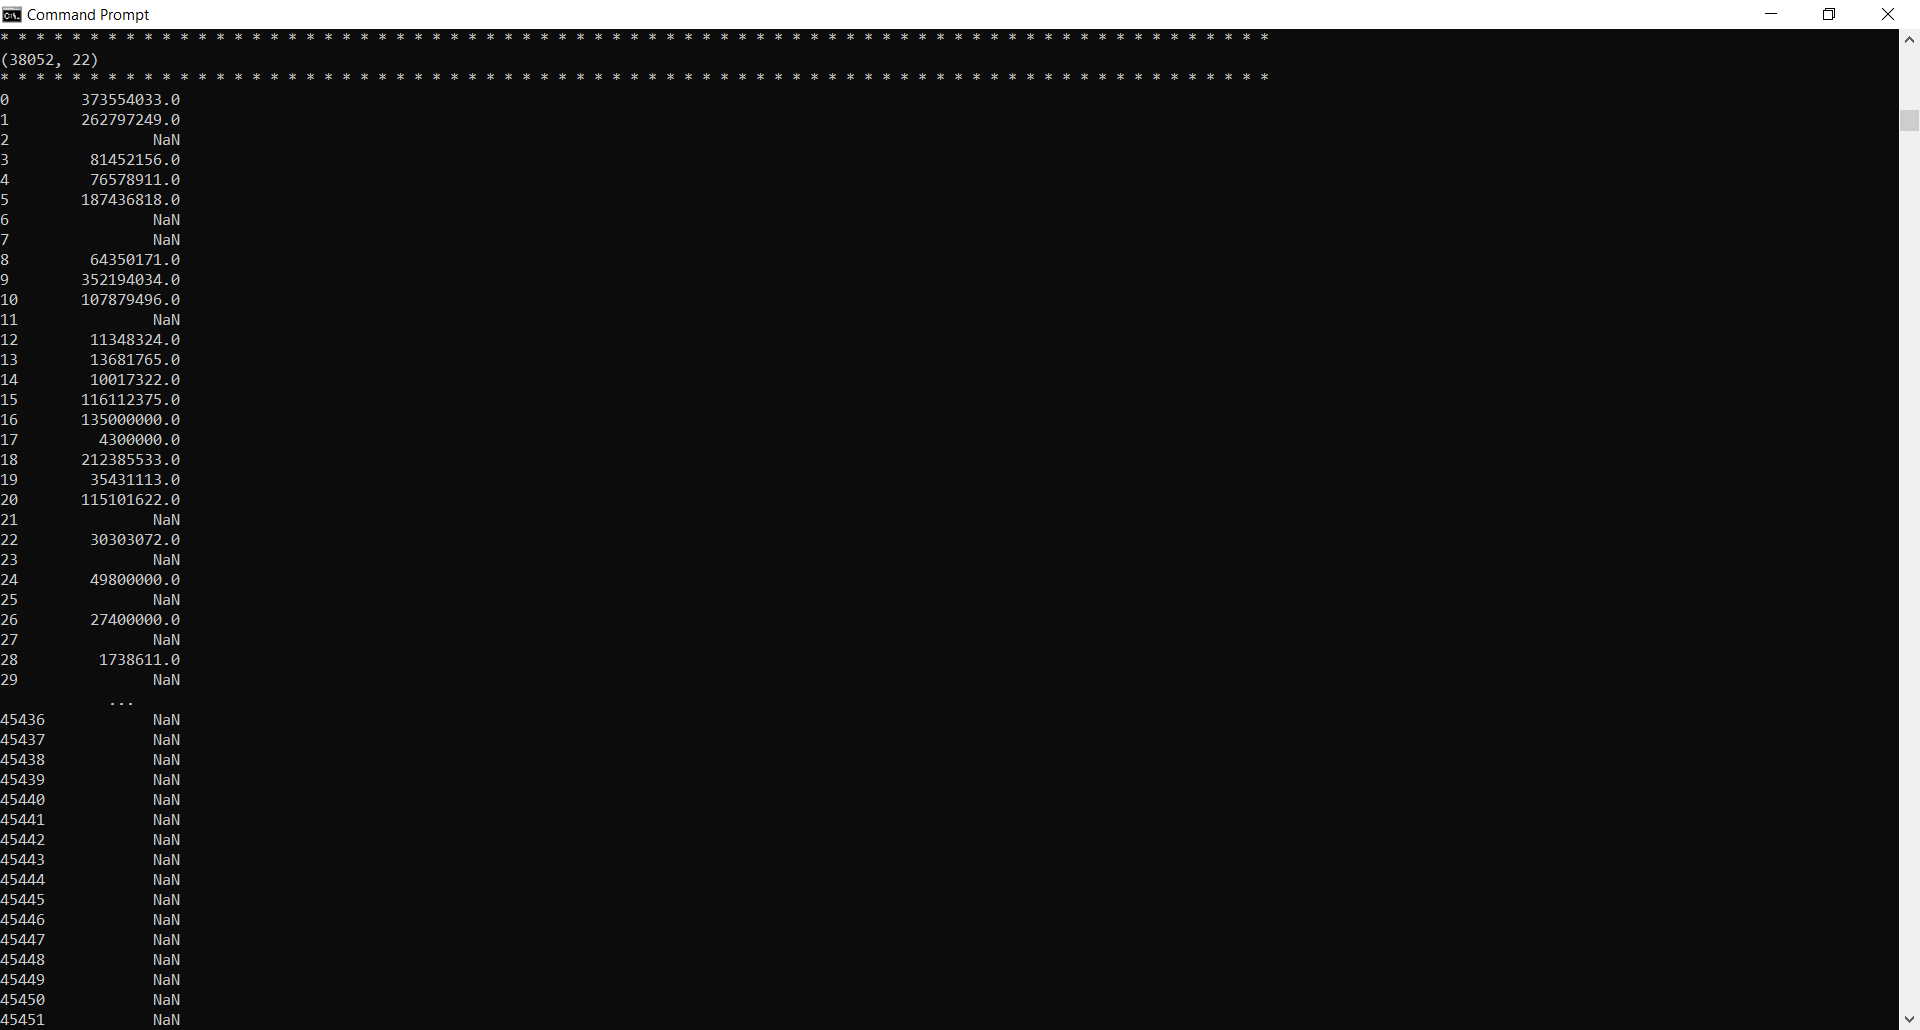 Command Prompt
* * * * * * * * * * * * * * * * * * * * * * * * * * * * * * * * * * * * * * * * * * * * * * * * * * * * * * * * * * * * * * * * * * * * * * *
(38052, 22)
* * * * * * * * * * * * * * * * * * * * * * * * * * * * * * * * * * * * * * * * * * * * * * * * * * * * * * * * * * * * * * * * * * * * * * *
0        373554033.0
1        262797249.0
2                NaN
3         81452156.0
4         76578911.0
5        187436818.0
6                NaN
7                NaN
8         64350171.0
9        352194034.0
10       107879496.0
11               NaN
12        11348324.0
13        13681765.0
14        10017322.0
15       116112375.0
16       135000000.0
17         4300000.0
18       212385533.0
19        35431113.0
20       115101622.0
21               NaN
22        30303072.0
23               NaN
24        49800000.0
25               NaN
26        27400000.0
27               NaN
28         1738611.0
29               NaN
            ...
45436            NaN
45437            NaN
45438            NaN
45439            NaN
45440            NaN
45441            NaN
45442            NaN
45443            NaN
45444            NaN
45445            NaN
45446            NaN
45447            NaN
45448            NaN
45449            NaN
45450            NaN
45451            NaN